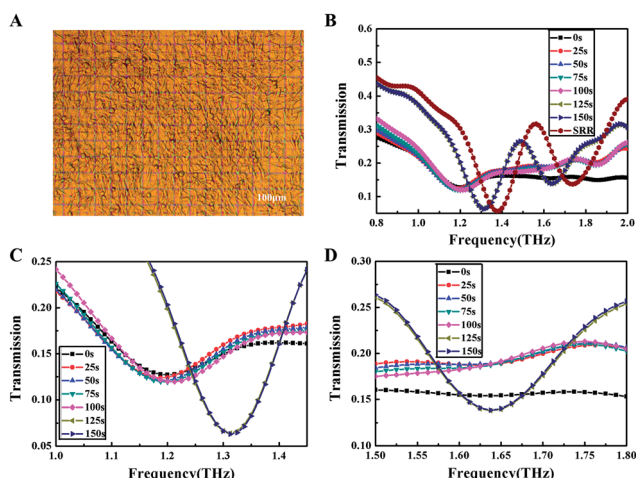 A
100μm
B
Transmission
0.6
0.5
0.4
0.3
0.2
0.1
0.8 1.0 1.2 1.4 1.6 1.8 2.0
Frequency(THz)
0s
25s
50s
75s
100s
125s
150s
SRR
C
Transmission
0.25
0.20
0.15
0.10
0.05
1.0 1.1 1.2 1.3 1.4
Frequency(THz)
0s
25s
50s
75s
100s
125s
150s
D
Transmission
0.30
0.25
0.20
0.15
0.10
1.50 1.55 1.60 1.65 1.70 1.75 1.80
Frequency(THz)
0s
25s
50s
75s
100s
125s
150s